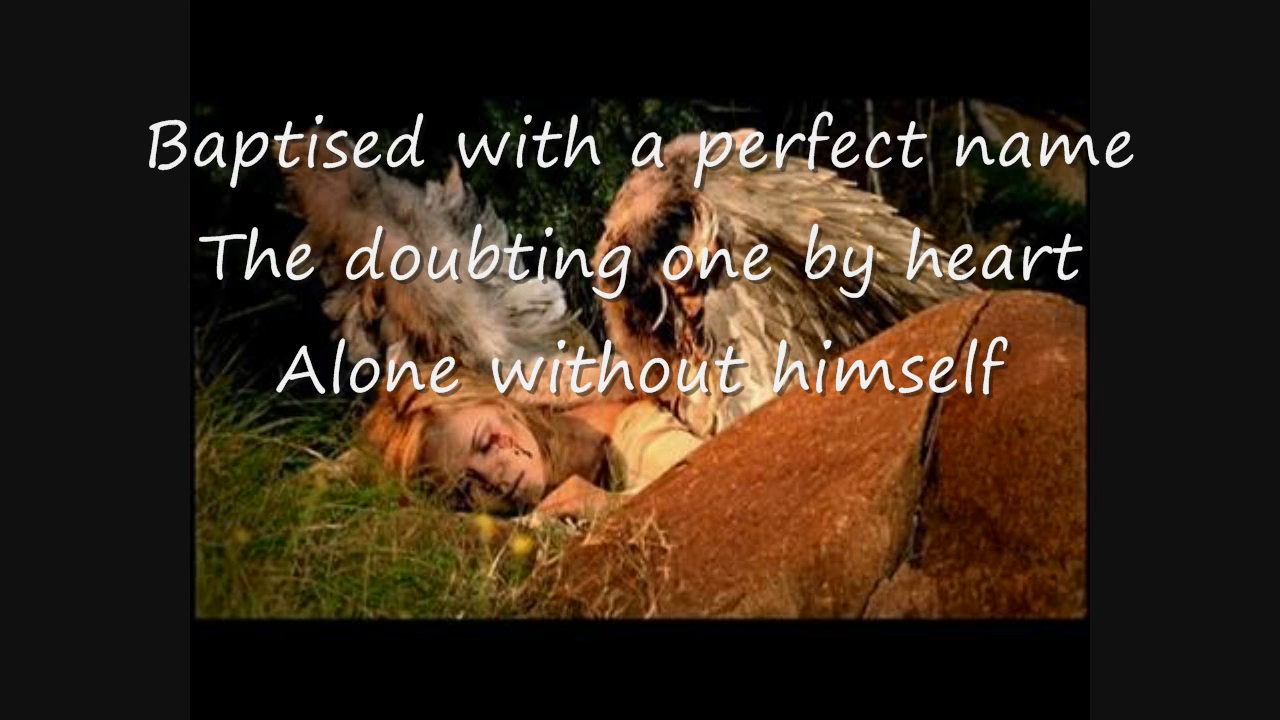 Baptised with a perfect name
The doubting one by heart
Alone without himself